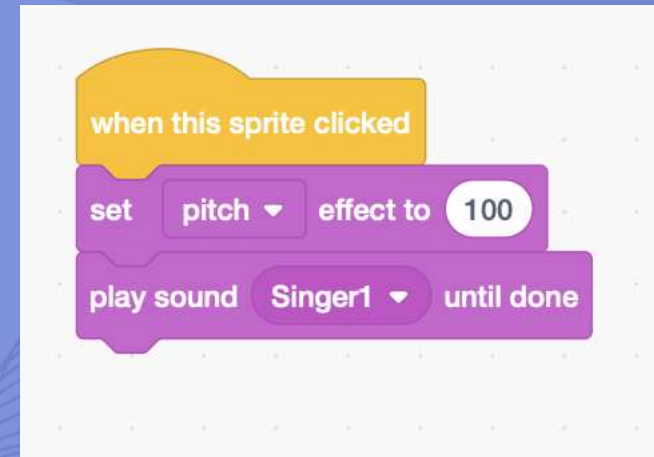 when this sprite clicked
set pitch effect to 100
play sound Singer1 until done